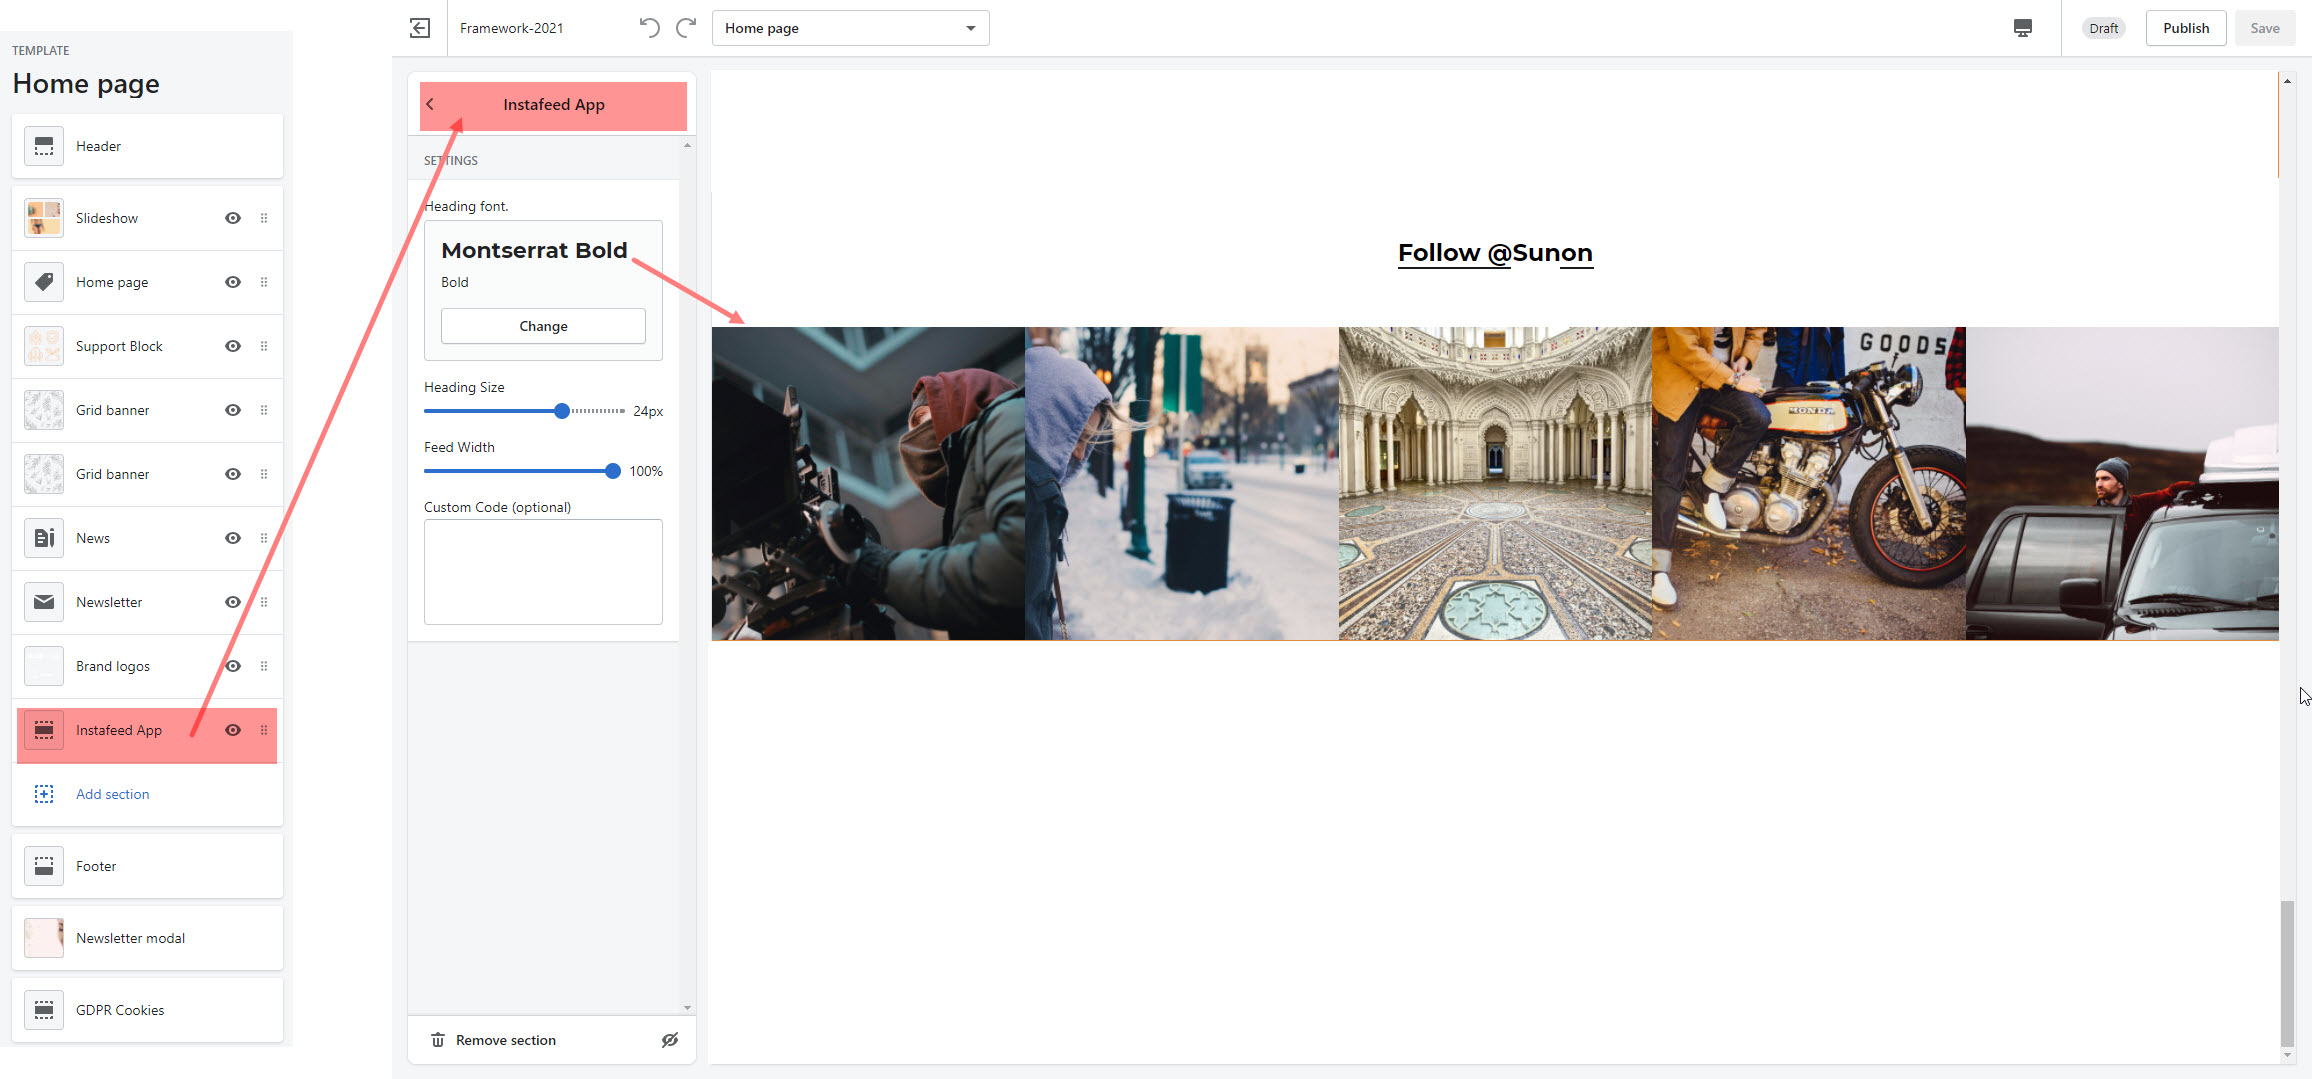 TEMPLATE
Home page
Header
Slideshow
Home page
Support Block
Grid banner
Grid banner
News
Newsletter
Brand logos
Instafeed App
Add section
Footer
Newsletter modal
GDPR Cookies
Framework-2021
Home page
Draft
Publish
Save
Instafeed App
SETTINGS
Heading font.
Montserrat Bold
Bold
Change
Heading Size
24px
Feed Width
100%
Custom Code (optional)
Remove section
Follow @Sunon
GOODS
HONDA